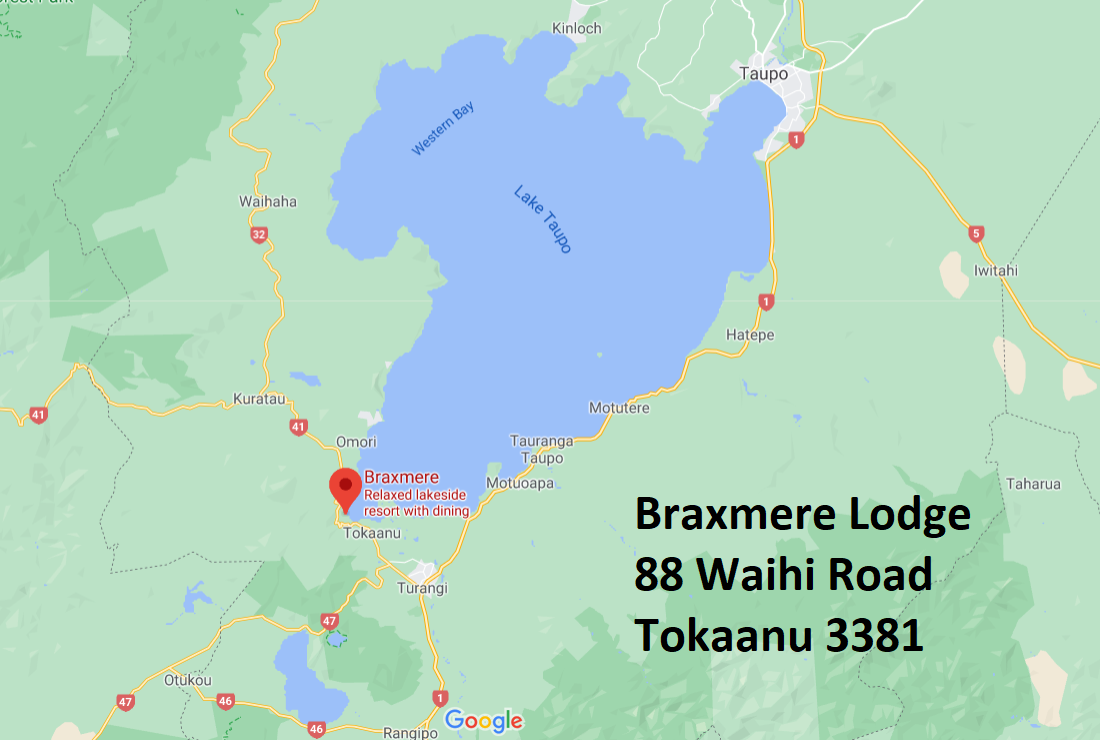 Kinloch
Taupo
Western Bay
1
Lake Taupo
Waihaha
32
5
Iwitahi
1
Hatepe
Kuratau
41
41
Motutere
Omori
Tauranga
Taupo
Braxmere
Relaxed lakeside
resort with dining
Motuoapa
Taharua
Braxmere Lodge
88 Waihi Road
Tokaanu 3381
Tokaanu
Turangi
47
Otukou
47
46
1
Google
46
Rangipo